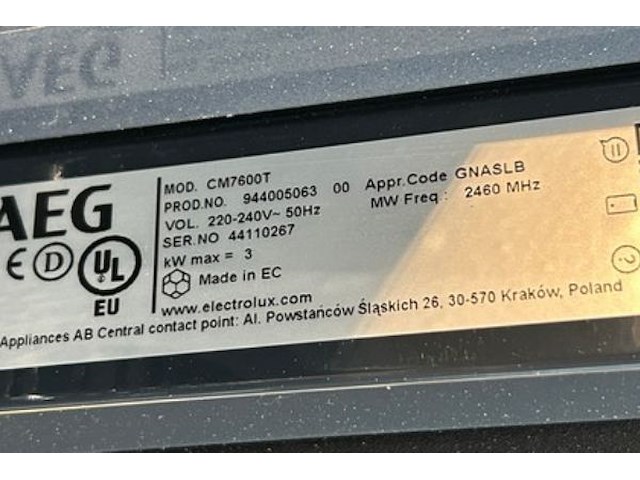 AEG
MOD. CM7600T
PROD.NO. 944005063 00 Appr.Code GNASLB
VOL. 220-240V~ 50Hz MW Freq : 2460 MHz
SER.NO 44110267
kW max = 3
Made in EC
www.electrolux.com
CE D UL
EU
Appliances AB Central contact point: Al. Powstańców Śląskich 26, 30-570 Kraków, Poland